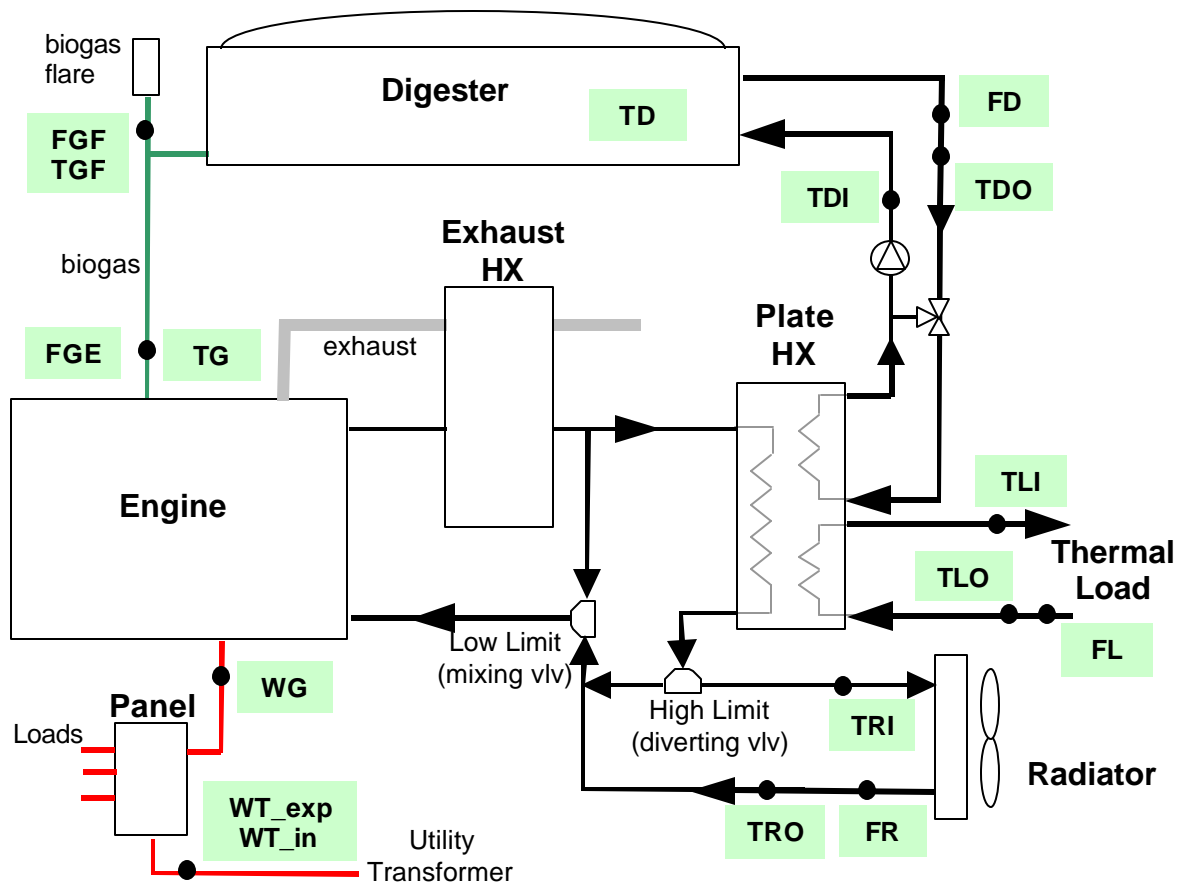 biogas
flare
Digester
TD
FD
FGF
TGF
TDI
TDO
Exhaust
HX
biogas
Plate
HX
FGE
TG
exhaust
Engine
TLI
Thermal
Load
TLO
Low Limit
(mixing vlv)
FL
WG
High Limit
(diverting vlv)
TRI
Panel
Loads
Radiator
WT_exp
WT_in
TRO
FR
Utility
Transformer